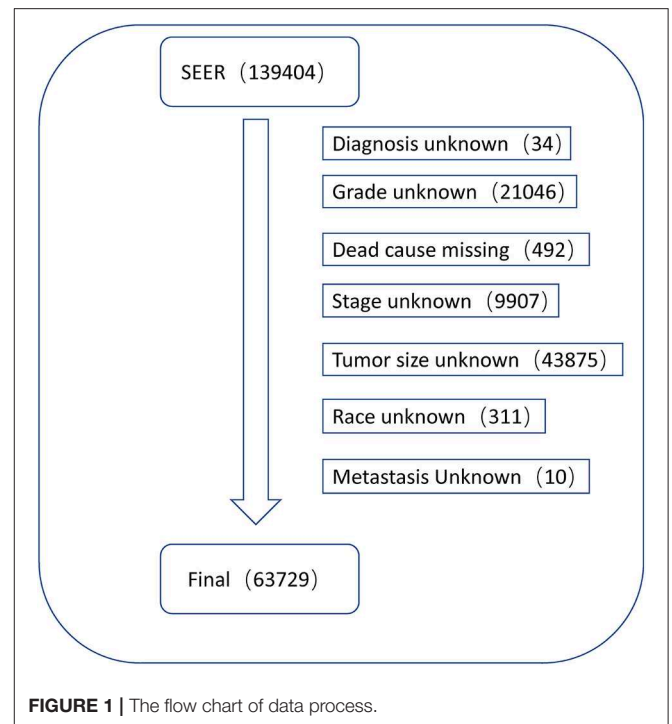 SEER（139404）
Diagnosis unknown（34）
Grade unknown（21046）
Dead cause missing（492）
Stage unknown（9907）
Tumor size unknown（43875）
Race unknown（311）
Metastasis Unknown（10）
Final（63729）
FIGURE 1 | The flow chart of data process.